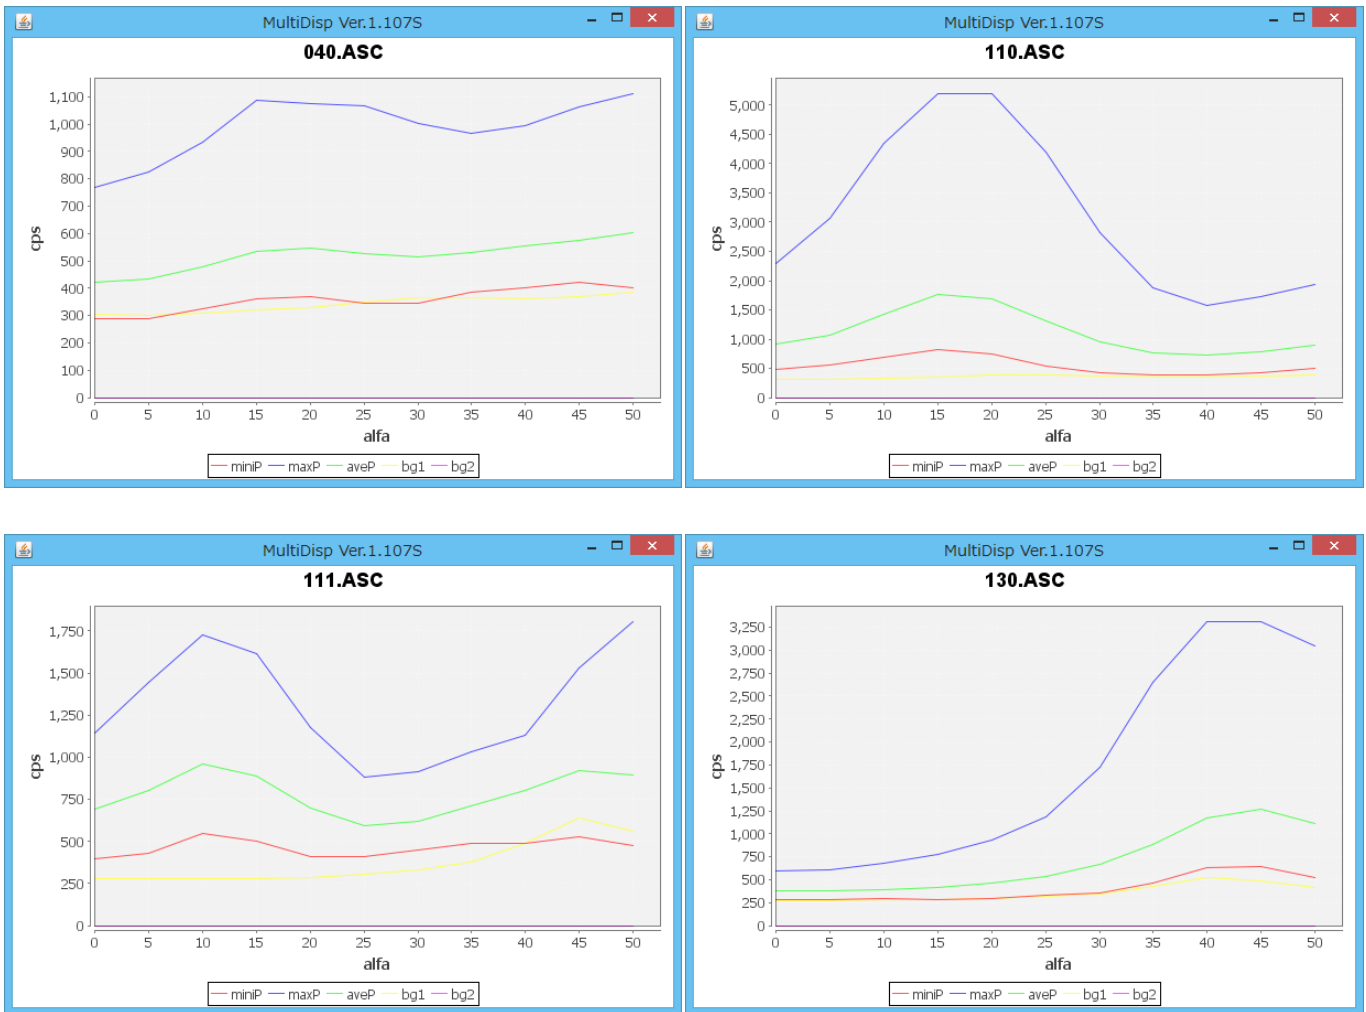 MultiDisp Ver.1.107S
040.ASC
1,100
1,000
900
800
700
600
500
400
300
200
100
0
cps
0 5 10 15 20 25 30 35 40 45 50
alfa
miniP maxP aveP bg1 bg2
MultiDisp Ver.1.107S
110.ASC
5,000
4,500
4,000
3,500
3,000
2,500
2,000
1,500
1,000
500
0
cps
0 5 10 15 20 25 30 35 40 45 50
alfa
miniP maxP aveP bg1 bg2
MultiDisp Ver.1.107S
111.ASC
1,750
1,500
1,250
1,000
750
500
250
0
cps
0 5 10 15 20 25 30 35 40 45 50
alfa
miniP maxP aveP bg1 bg2
MultiDisp Ver.1.107S
130.ASC
3,250
3,000
2,750
2,500
2,250
2,000
1,750
1,500
1,250
1,000
750
500
250
0
cps
0 5 10 15 20 25 30 35 40 45 50
alfa
miniP maxP aveP bg1 bg2